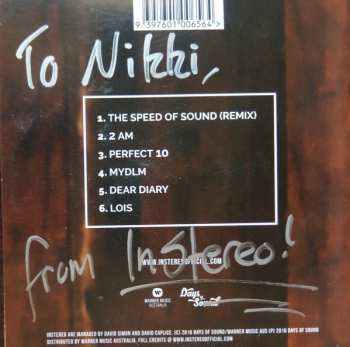 9 397601 006564 >
To Nikki,
1. THE SPEED OF SOUND (REMIX)
2. 2 AM
3. PERFECT 10
4. MYDLM
5. DEAR DIARY
6. LOIS
WWW.INSTEREOOFFICIAL.COM
from InStereo!
WARNER MUSIC
AUSTRALIA
Days of Sound
INSTEREO ARE MANAGED BY DAVID SIMON AND DAVID CAPLICE. (C) 2016 DAYS OF SOUND/WARNER MUSIC AUS (P) 2016 DAYS OF SOUND
DISTRIBUTED BY WARNER MUSIC AUSTRALIA. FULL CREDITS @ WWW.INSTEREOOFFICIAL.COM